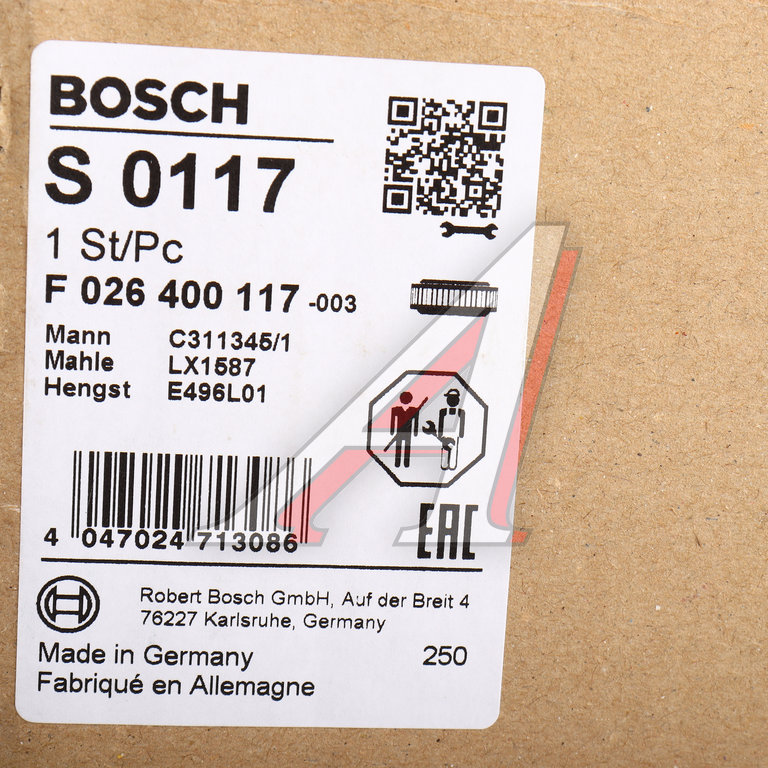 BOSCH
S 0117
1 St/Pc
F 026 400 117 -003
Mann C311345/1
Mahle LX1587
Hengst E496L01
4 047024 713086
EAC
Robert Bosch GmbH, Auf der Breit 4
76227 Karlsruhe, Germany
Made in Germany 250
Fabriqué en Allemagne